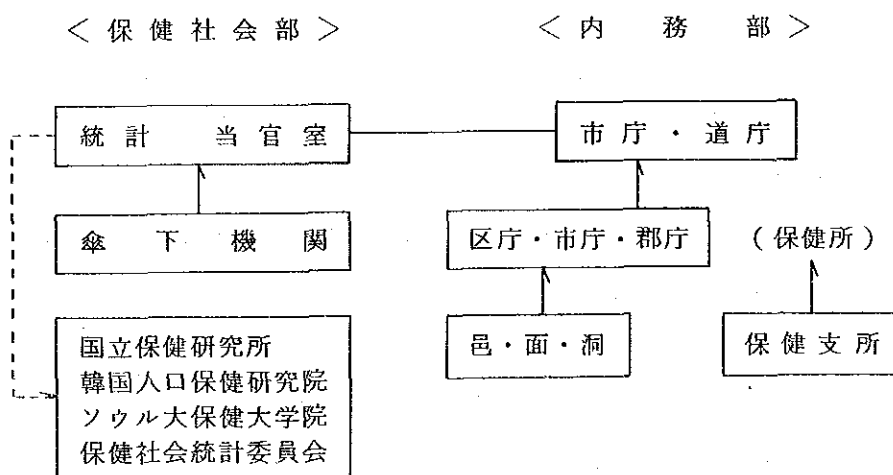 ＜保健社会部＞
＜内務部＞
統計 当官室
市庁・道庁
傘下機関
区庁・市庁・郡庁
(保健所)
国立保健研究所
韓国人口保健研究院
ソウル大保健大学院
保健社会統計委員会
邑・面・洞
保健支所